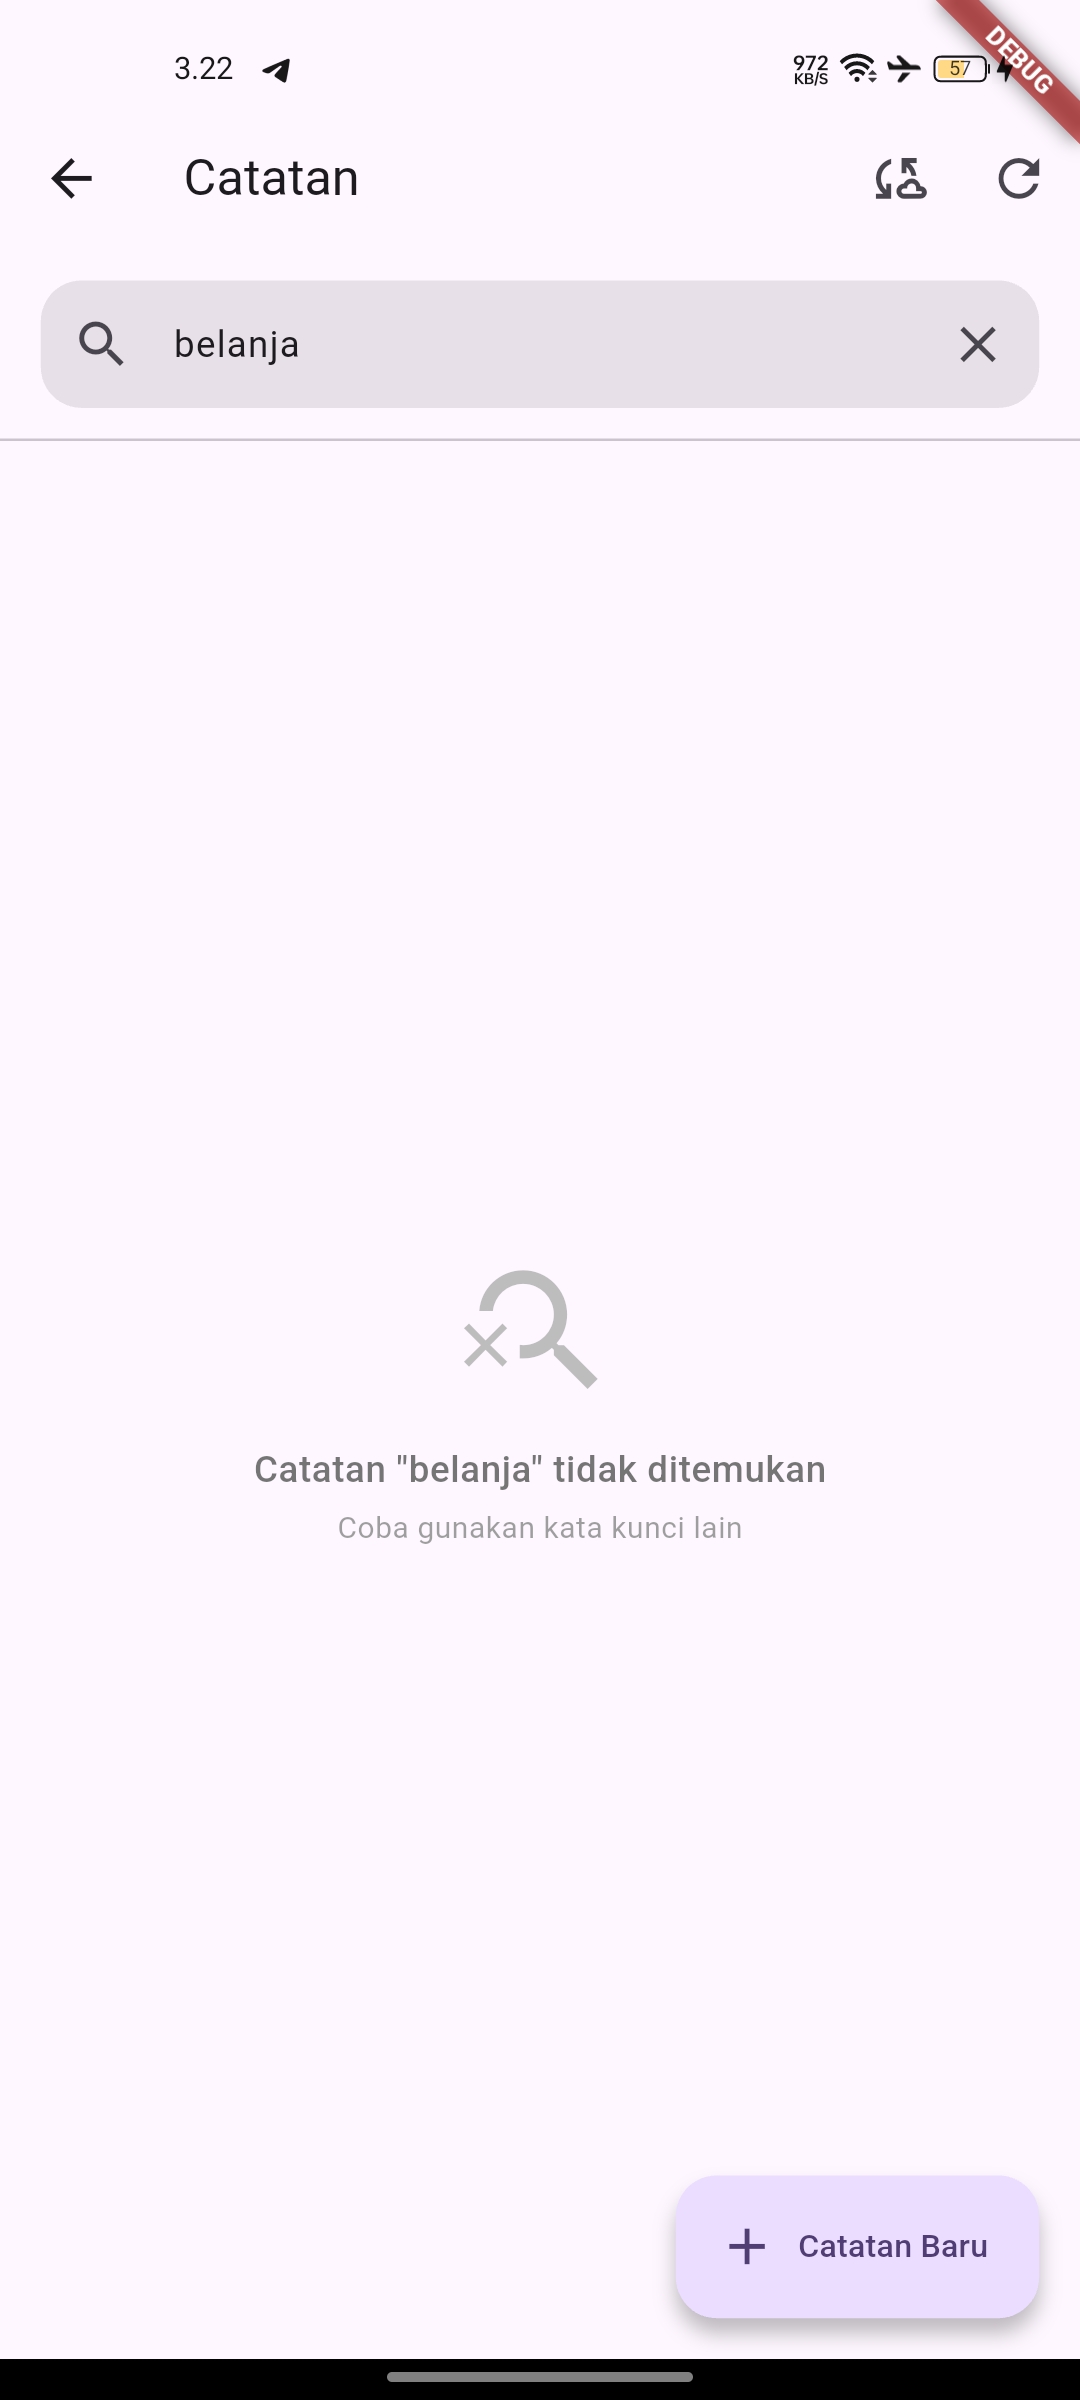 3.22
972
KB/S
57
DEBUG
Catatan
belanja
Catatan "belanja" tidak ditemukan
Coba gunakan kata kunci lain
Catatan Baru